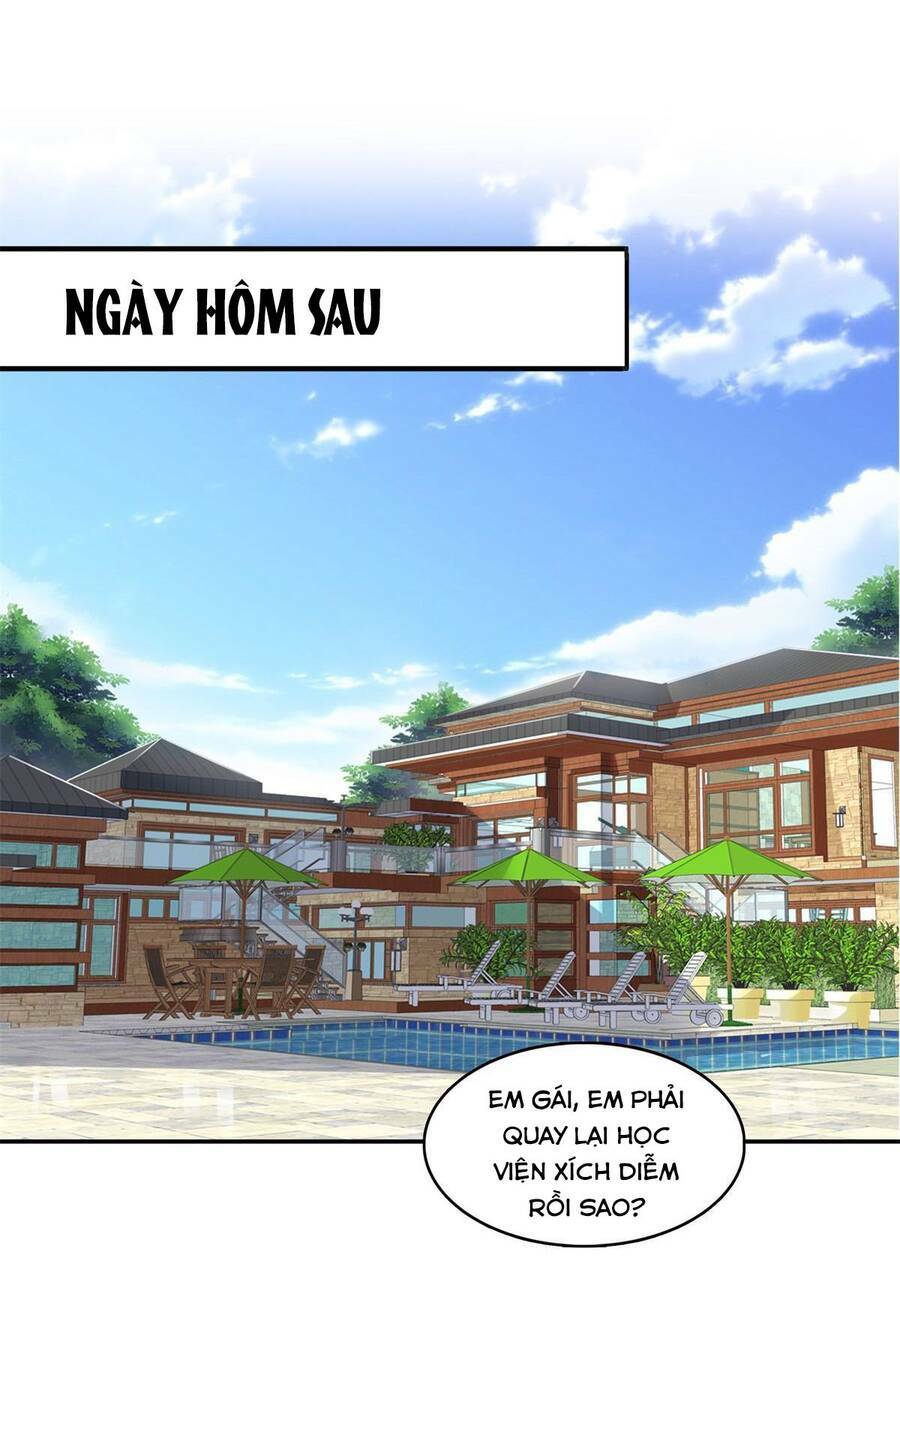 NGÀY HÔM SAU
EM GÁI, EM PHẢI
QUAY LẠI HỌC
VIỆN XÍCH DIỄM
RỒI SAO?